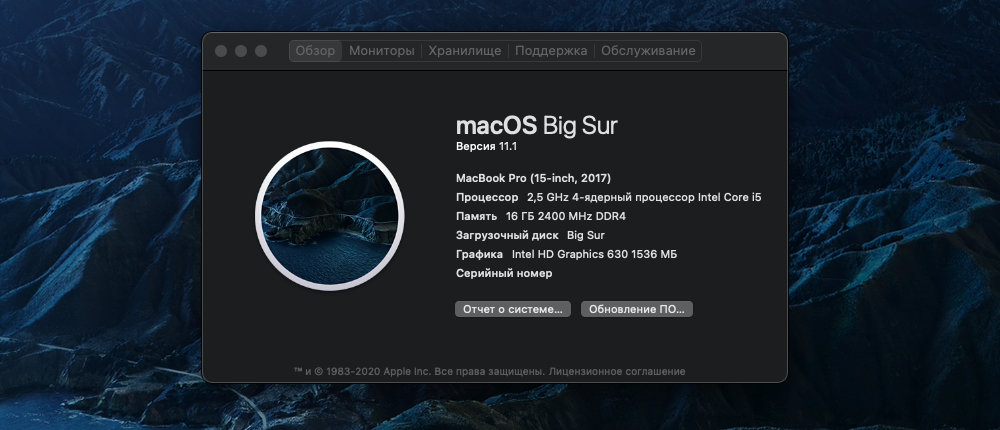 Обзор Мониторы Хранилище Поддержка Обслуживание
macOS Big Sur
Версия 11.1
MacBook Pro (15-inch, 2017)
Процессор 2,5 GHz 4-ядерный процессор Intel Core i5
Память 16 ГБ 2400 MHz DDR4
Загрузочный диск Big Sur
Графика Intel HD Graphics 630 1536 МБ
Серийный номер
Отчет о системе... Обновление ПО...
™ и © 1983-2020 Apple Inc. Все права защищены. Лицензионное соглашение